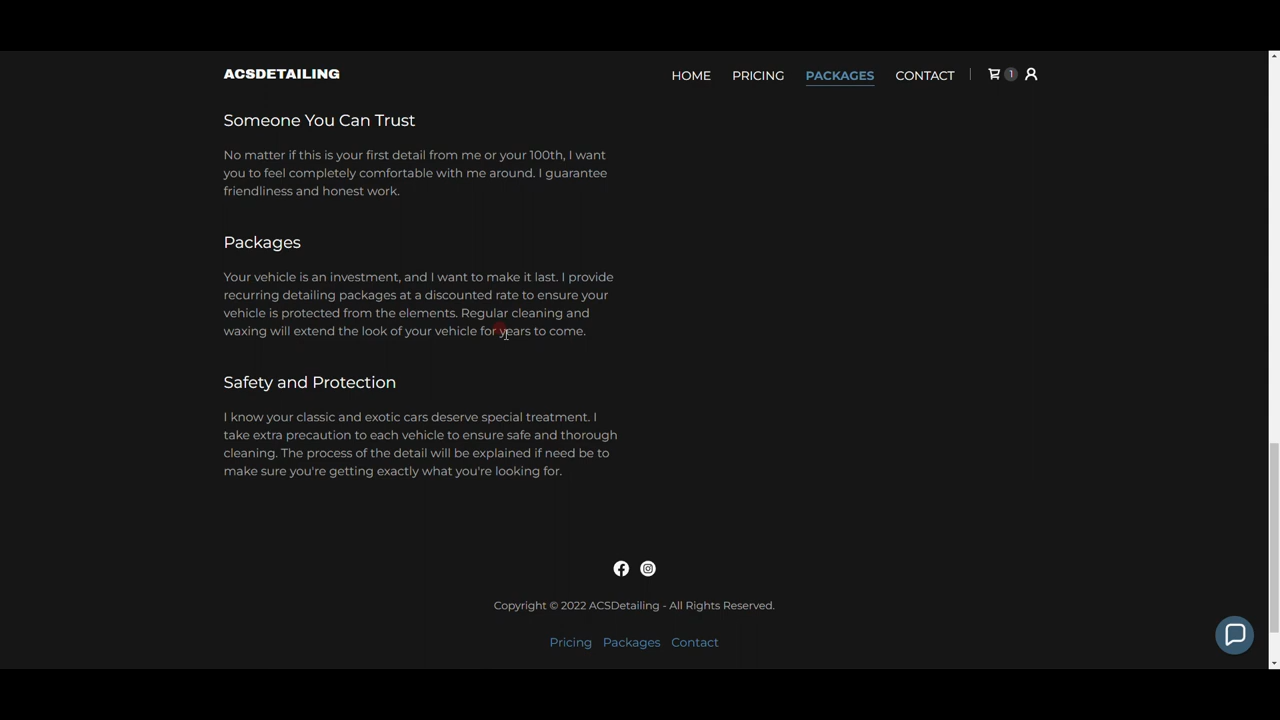 ACSDETAILING
HOME PRICING PACKAGES CONTACT 1
Someone You Can Trust
No matter if this is your first detail from me or your 100th, I want
you to feel completely comfortable with me around. I guarantee
friendliness and honest work.
Packages
Your vehicle is an investment, and I want to make it last. I provide
recurring detailing packages at a discounted rate to ensure your
vehicle is protected from the elements. Regular cleaning and
waxing will extend the look of your vehicle for years to come.
Safety and Protection
I know your classic and exotic cars deserve special treatment. I
take extra precaution to each vehicle to ensure safe and thorough
cleaning. The process of the detail will be explained if need be to
make sure you're getting exactly what you're looking for.
Copyright © 2022 ACSDetailing - All Rights Reserved.
Pricing Packages Contact